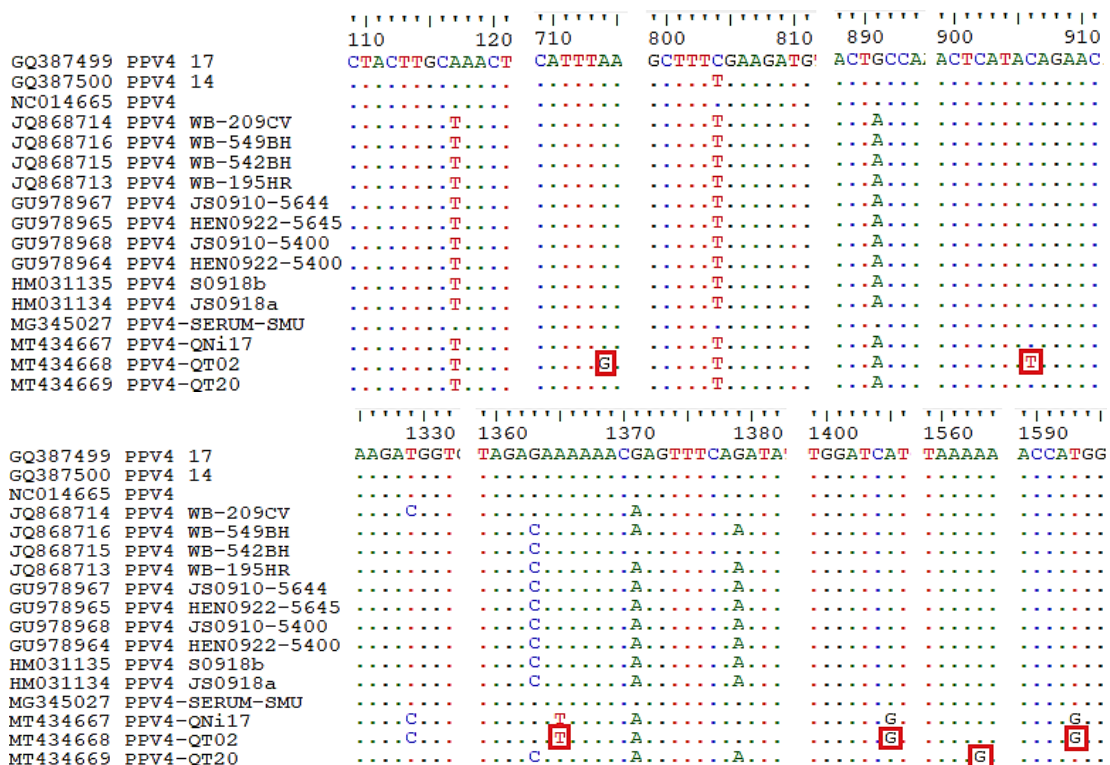 110 120 710 800 810 890 900 910
GQ387499 PPV4 17 CTACTTGCAAACT CATTTAA GCTTTCGAAGATG ACTGCCA ACTCATACAGAAC
GQ387500 PPV4 14 ............. ....... .....T....... ....... .............
NC014665 PPV4 ............. ....... ............. ....... .............
JQ868714 PPV4 WB-209CV ........T.... ....... .....T....... ...A... .............
JQ868716 PPV4 WB-549BH ........T.... ....... .....T....... ...A... .............
JQ868715 PPV4 WB-542BH ........T.... ....... .....T....... ...A... .............
JQ868713 PPV4 WB-195HR ........T.... ....... .....T....... ...A... .............
GU978967 PPV4 JS0910-5644 ........T.... ....... .....T....... ...A... .............
GU978965 PPV4 HEN0922-5645 ........T.... ....... .....T....... ...A... .............
GU978968 PPV4 JS0910-5400 ........T.... ....... .....T....... ...A... .............
GU978964 PPV4 HEN0922-5400 ........T.... ....... .....T....... ...A... .............
HM031135 PPV4 S0918b ........T.... ....... .....T....... ...A... .............
HM031134 PPV4 JS0918a ........T.... ....... .....T....... ...A... .............
MG345027 PPV4-SERUM-SMU ............. ....... ............. ....... .............
MT434667 PPV4-QNi17 ........T.... ....... .....T....... ...A... .............
MT434668 PPV4-QT02 ........T.... .....G. .....T....... ...A... .......T.....
MT434669 PPV4-QT20 ........T.... ....... .....T....... ...A... .............
1330 1360 1370 1380 1400 1560 1590
GQ387499 PPV4 17 AAGATGGT TAGAGAAAAAACGAGTTTCAGATA TGGATCAT TAAAAA ACCATGG
GQ387500 PPV4 14 ........ ........................ ........ ...... .......
NC014665 PPV4 ........ ........................ ........ ...... .......
JQ868714 PPV4 WB-209CV ....C... ............A........... ........ ...... .......
JQ868716 PPV4 WB-549BH ........ ....C.......A.......A... ........ ...... .......
JQ868715 PPV4 WB-542BH ........ ....C................... ........ ...... .......
JQ868713 PPV4 WB-195HR ........ ....C.......A.......A... ........ ...... .......
GU978967 PPV4 JS0910-5644 ........ ....C.......A.......A... ........ ...... .......
GU978965 PPV4 HEN0922-5645 ........ ....C.......A.......A... ........ ...... .......
GU978968 PPV4 JS0910-5400 ........ ....C.......A.......A... ........ ...... .......
GU978964 PPV4 HEN0922-5400 ........ ....C.......A.......A... ........ ...... .......
HM031135 PPV4 S0918b ........ ....C.......A.......A... ........ ...... .......
HM031134 PPV4 JS0918a ........ ....C.......A.......A... ........ ...... .......
MG345027 PPV4-SERUM-SMU ........ ........................ ........ ...... .......
MT434667 PPV4-QNi17 ....C... ......T.....A........... ......G. ...... ....G..
MT434668 PPV4-QT02 ....C... ......T.....A........... ......G. ...... ....G..
MT434669 PPV4-QT20 ........ ....C.......A.......A... ........ ....G. .......